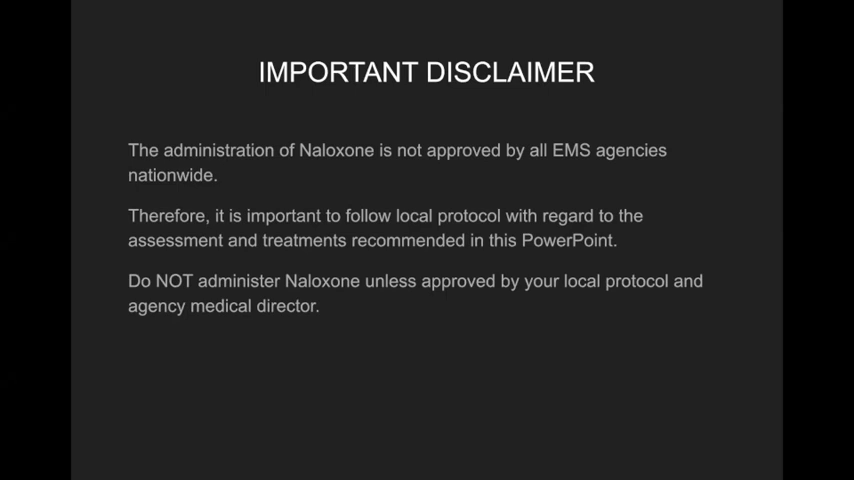 IMPORTANT DISCLAIMER
The administration of Naloxone is not approved by all EMS agencies
nationwide.
Therefore, it is important to follow local protocol with regard to the
assessment and treatments recommended in this PowerPoint.
Do NOT administer Naloxone unless approved by your local protocol and
agency medical director.